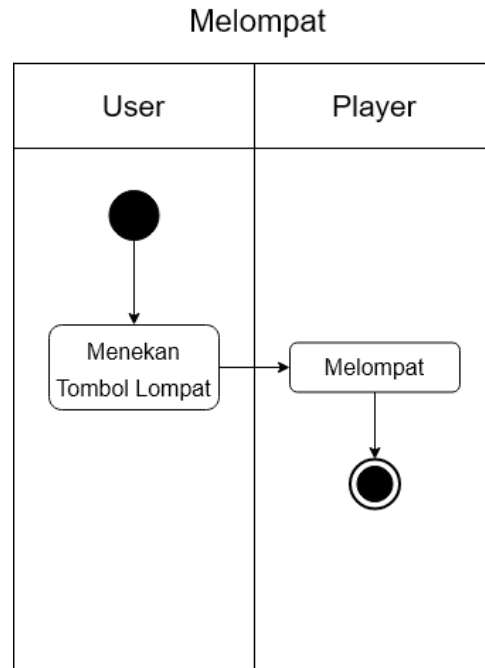 Melompat
User
Player
Menekan
Tombol Lompat
Melompat